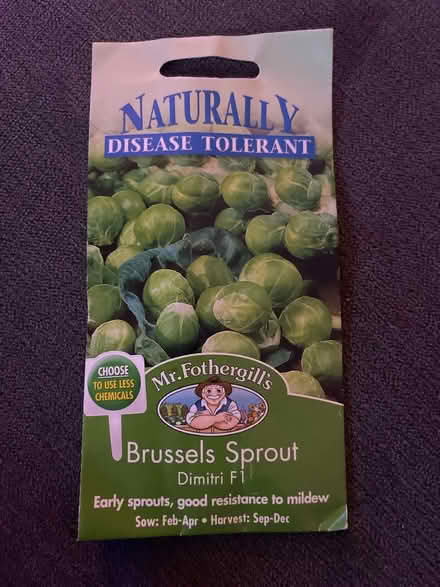 NATURALLY
DISEASE TOLERANT
CHOOSE
TO USE LESS
CHEMICALS
Mr. Fothergill's
Brussels Sprout
Dimitri F1
Early sprouts, good resistance to mildew
Sow: Feb-Apr • Harvest: Sep-Dec